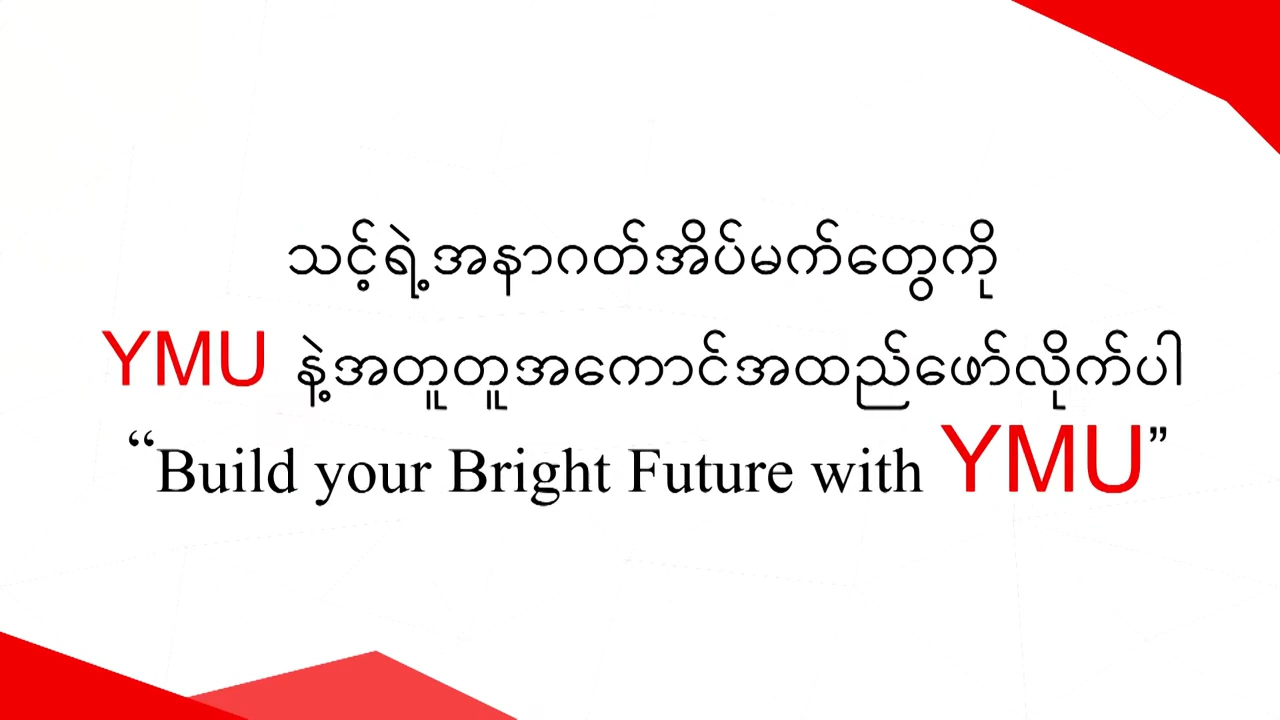 သင့်ရဲ့အနာဂတ်အိပ်မက်တွေကို
YMU နဲ့အတူတူအကောင်အထည်ဖော်လိုက်ပါ
“Build your Bright Future with YMU”